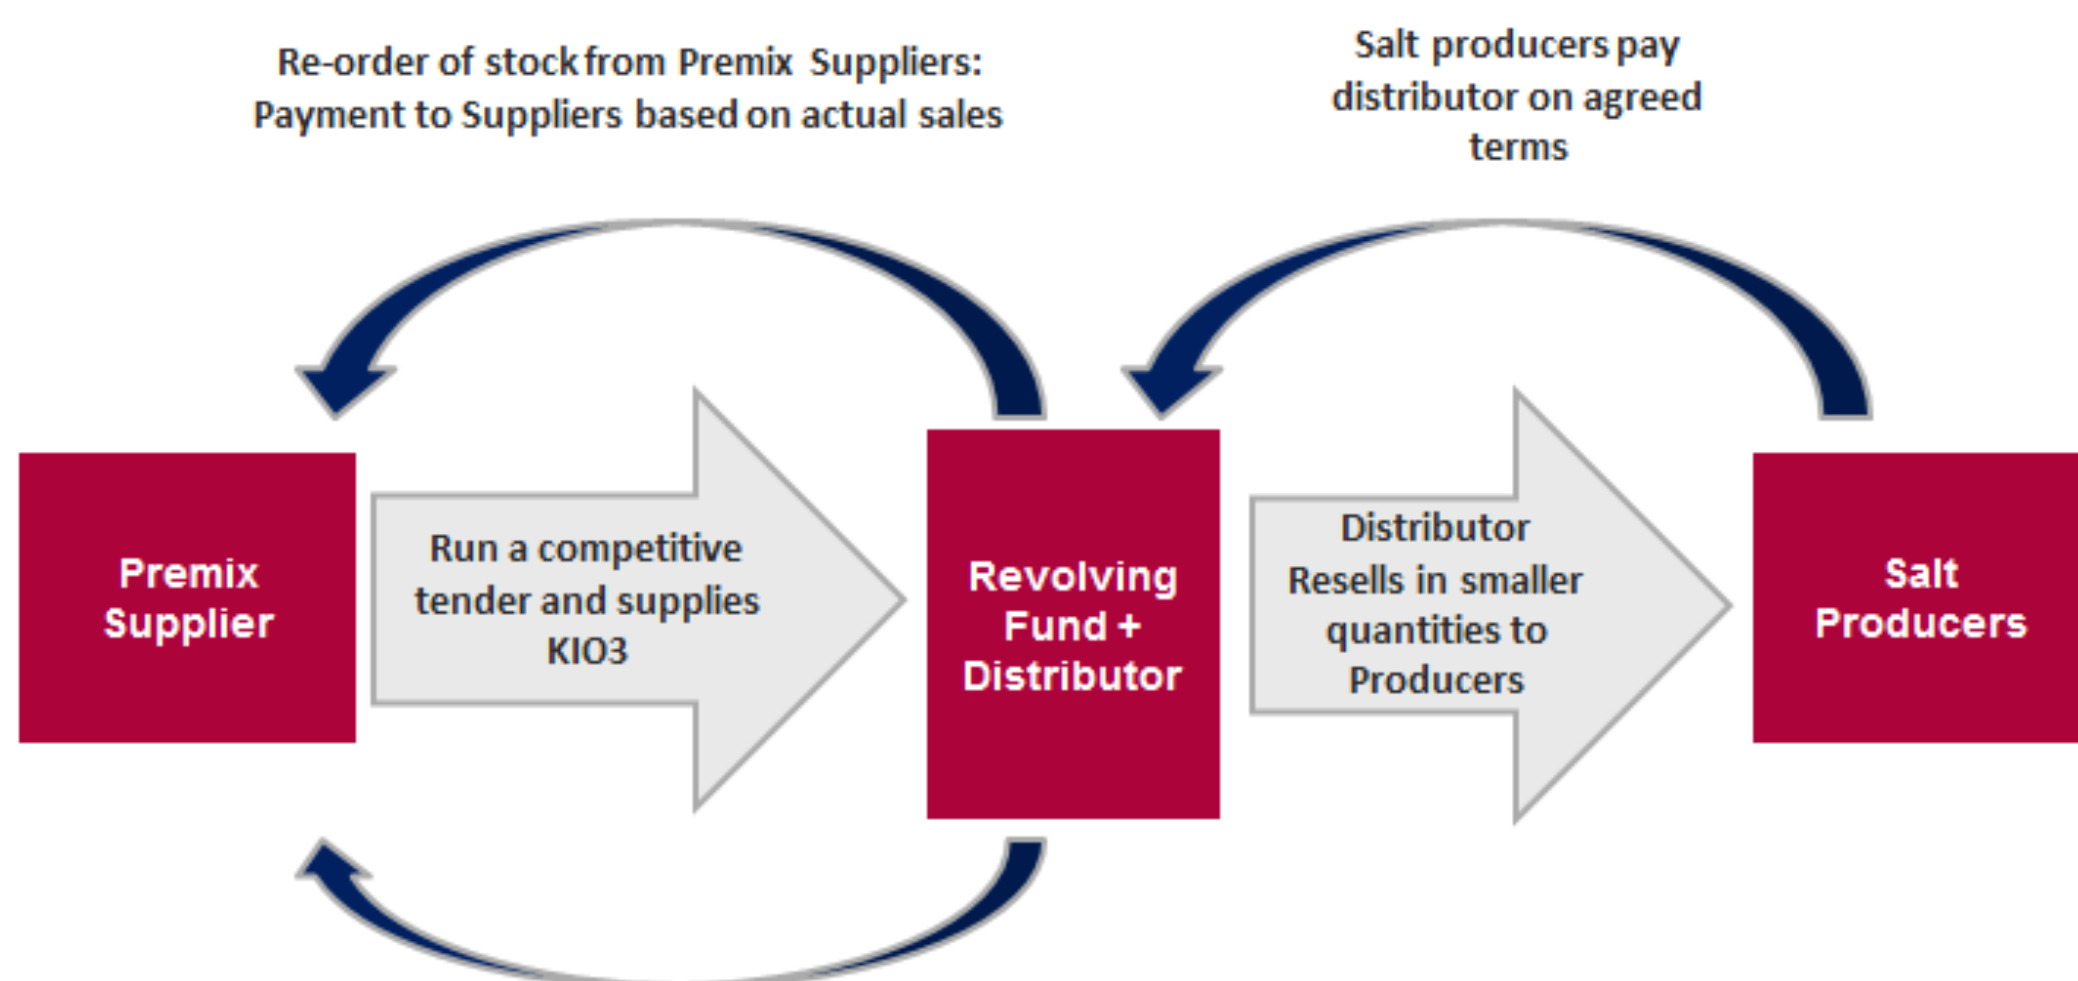 Re-order of stock from Premix Suppliers:
Payment to Suppliers based on actual sales
Salt producers pay
distributor on agreed
terms
Premix
Supplier
Run a competitive
tender and supplies
KIO3
Revolving
Fund +
Distributor
Distributor
Resells in smaller
quantities to
Producers
Salt
Producers